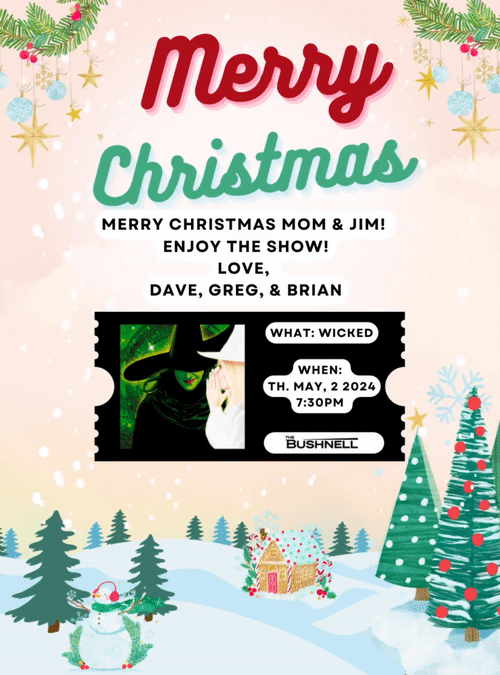 Merry
Christmas
MERRY CHRISTMAS MOM & JIM!
ENJOY THE SHOW!
LOVE,
DAVE, GREG, & BRIAN
WHAT: WICKED
WHEN:
TH. MAY, 2 2024
7:30PM
THE
BUSHNELL